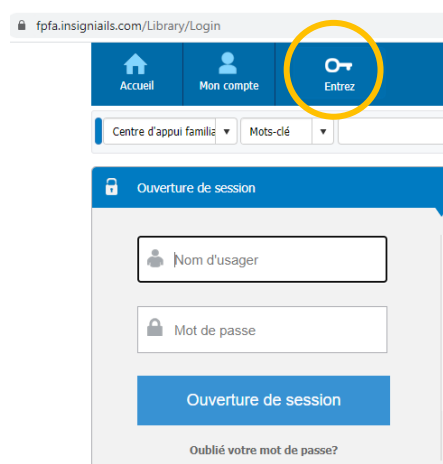 fpfa.insigniails.com/Library/Login
Accueil Mon compte Entrez
Centre d'appui familia Mots-clé
Ouverture de session
Nom d'usager
Mot de passe
Ouverture de session
Oublié votre mot de passe?